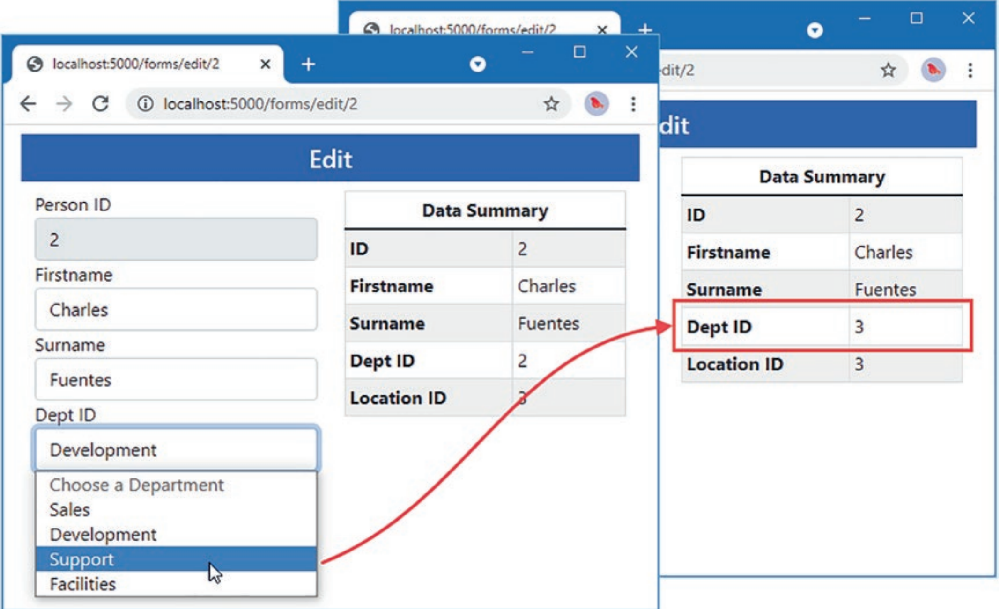 localhost:5000/forms/edit/2
localhost:5000/forms/edit/2
localhost:5000/forms/edit/2
Edit
Person ID
2
Firstname
Charles
Surname
Fuentes
Dept ID
Development
Choose a Department
Sales
Development
Support
Facilities
Data Summary
ID 2
Firstname Charles
Surname Fuentes
Dept ID 2
Location ID 3
dit/2
dit
Data Summary
ID 2
Firstname Charles
Surname Fuentes
Dept ID 3
Location ID 3